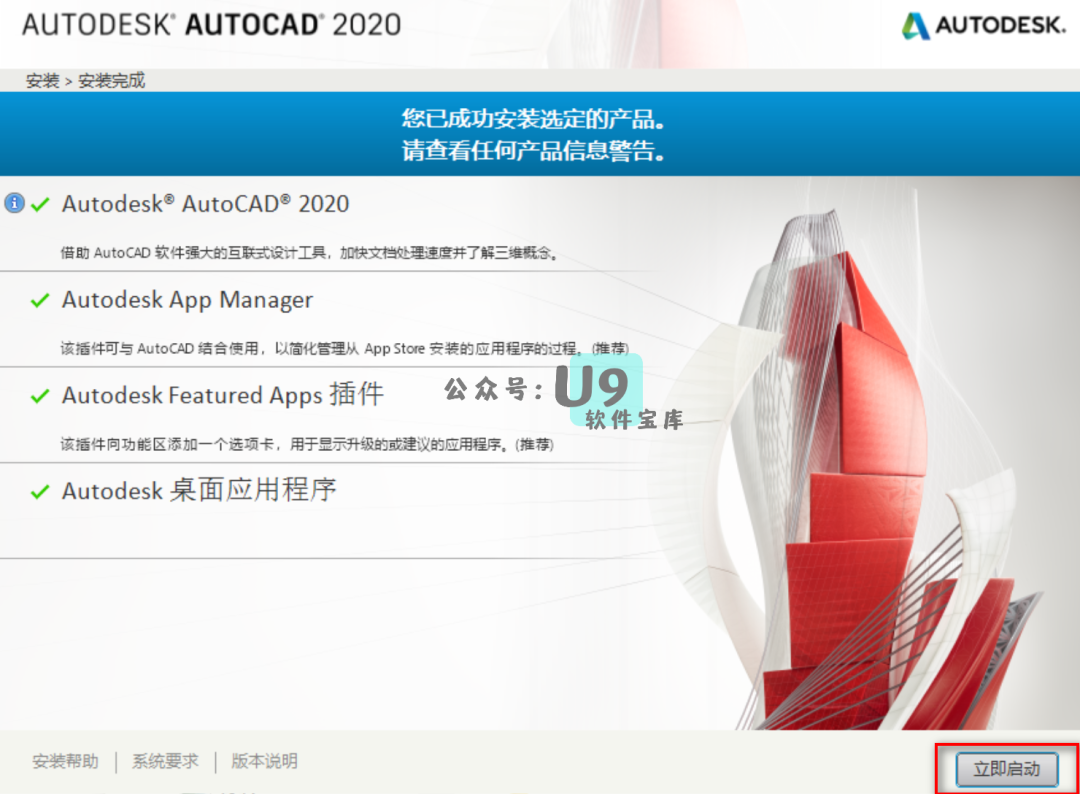 AUTODESK® AUTOCAD® 2020
AUTODESK.
安装 > 安装完成
您已成功安装选定的产品。
请查看任何产品信息警告。
Autodesk® AutoCAD® 2020
借助 AutoCAD 软件强大的互联式设计工具，加快文档处理速度并了解三维概念。
Autodesk App Manager
该插件可与 AutoCAD 结合使用，以简化管理从 App Store 安装的应用程序的过程。(推荐)
Autodesk Featured Apps 插件
公众号：U9
软件宝库
该插件向功能区添加一个选项卡，用于显示升级的或建议的应用程序。(推荐)
Autodesk 桌面应用程序
安装帮助 | 系统要求 | 版本说明
立即启动